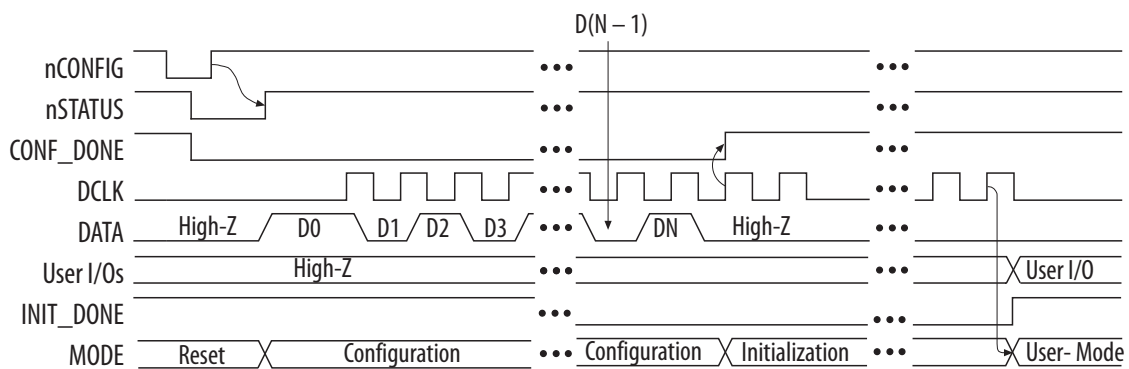 D(N – 1)
nCONFIG
nSTATUS
CONF_DONE
DCLK
DATA High-Z D0 D1 D2 D3 DN High-Z
User I/Os High-Z User I/O
INIT_DONE
MODE Reset Configuration Configuration Initialization User- Mode